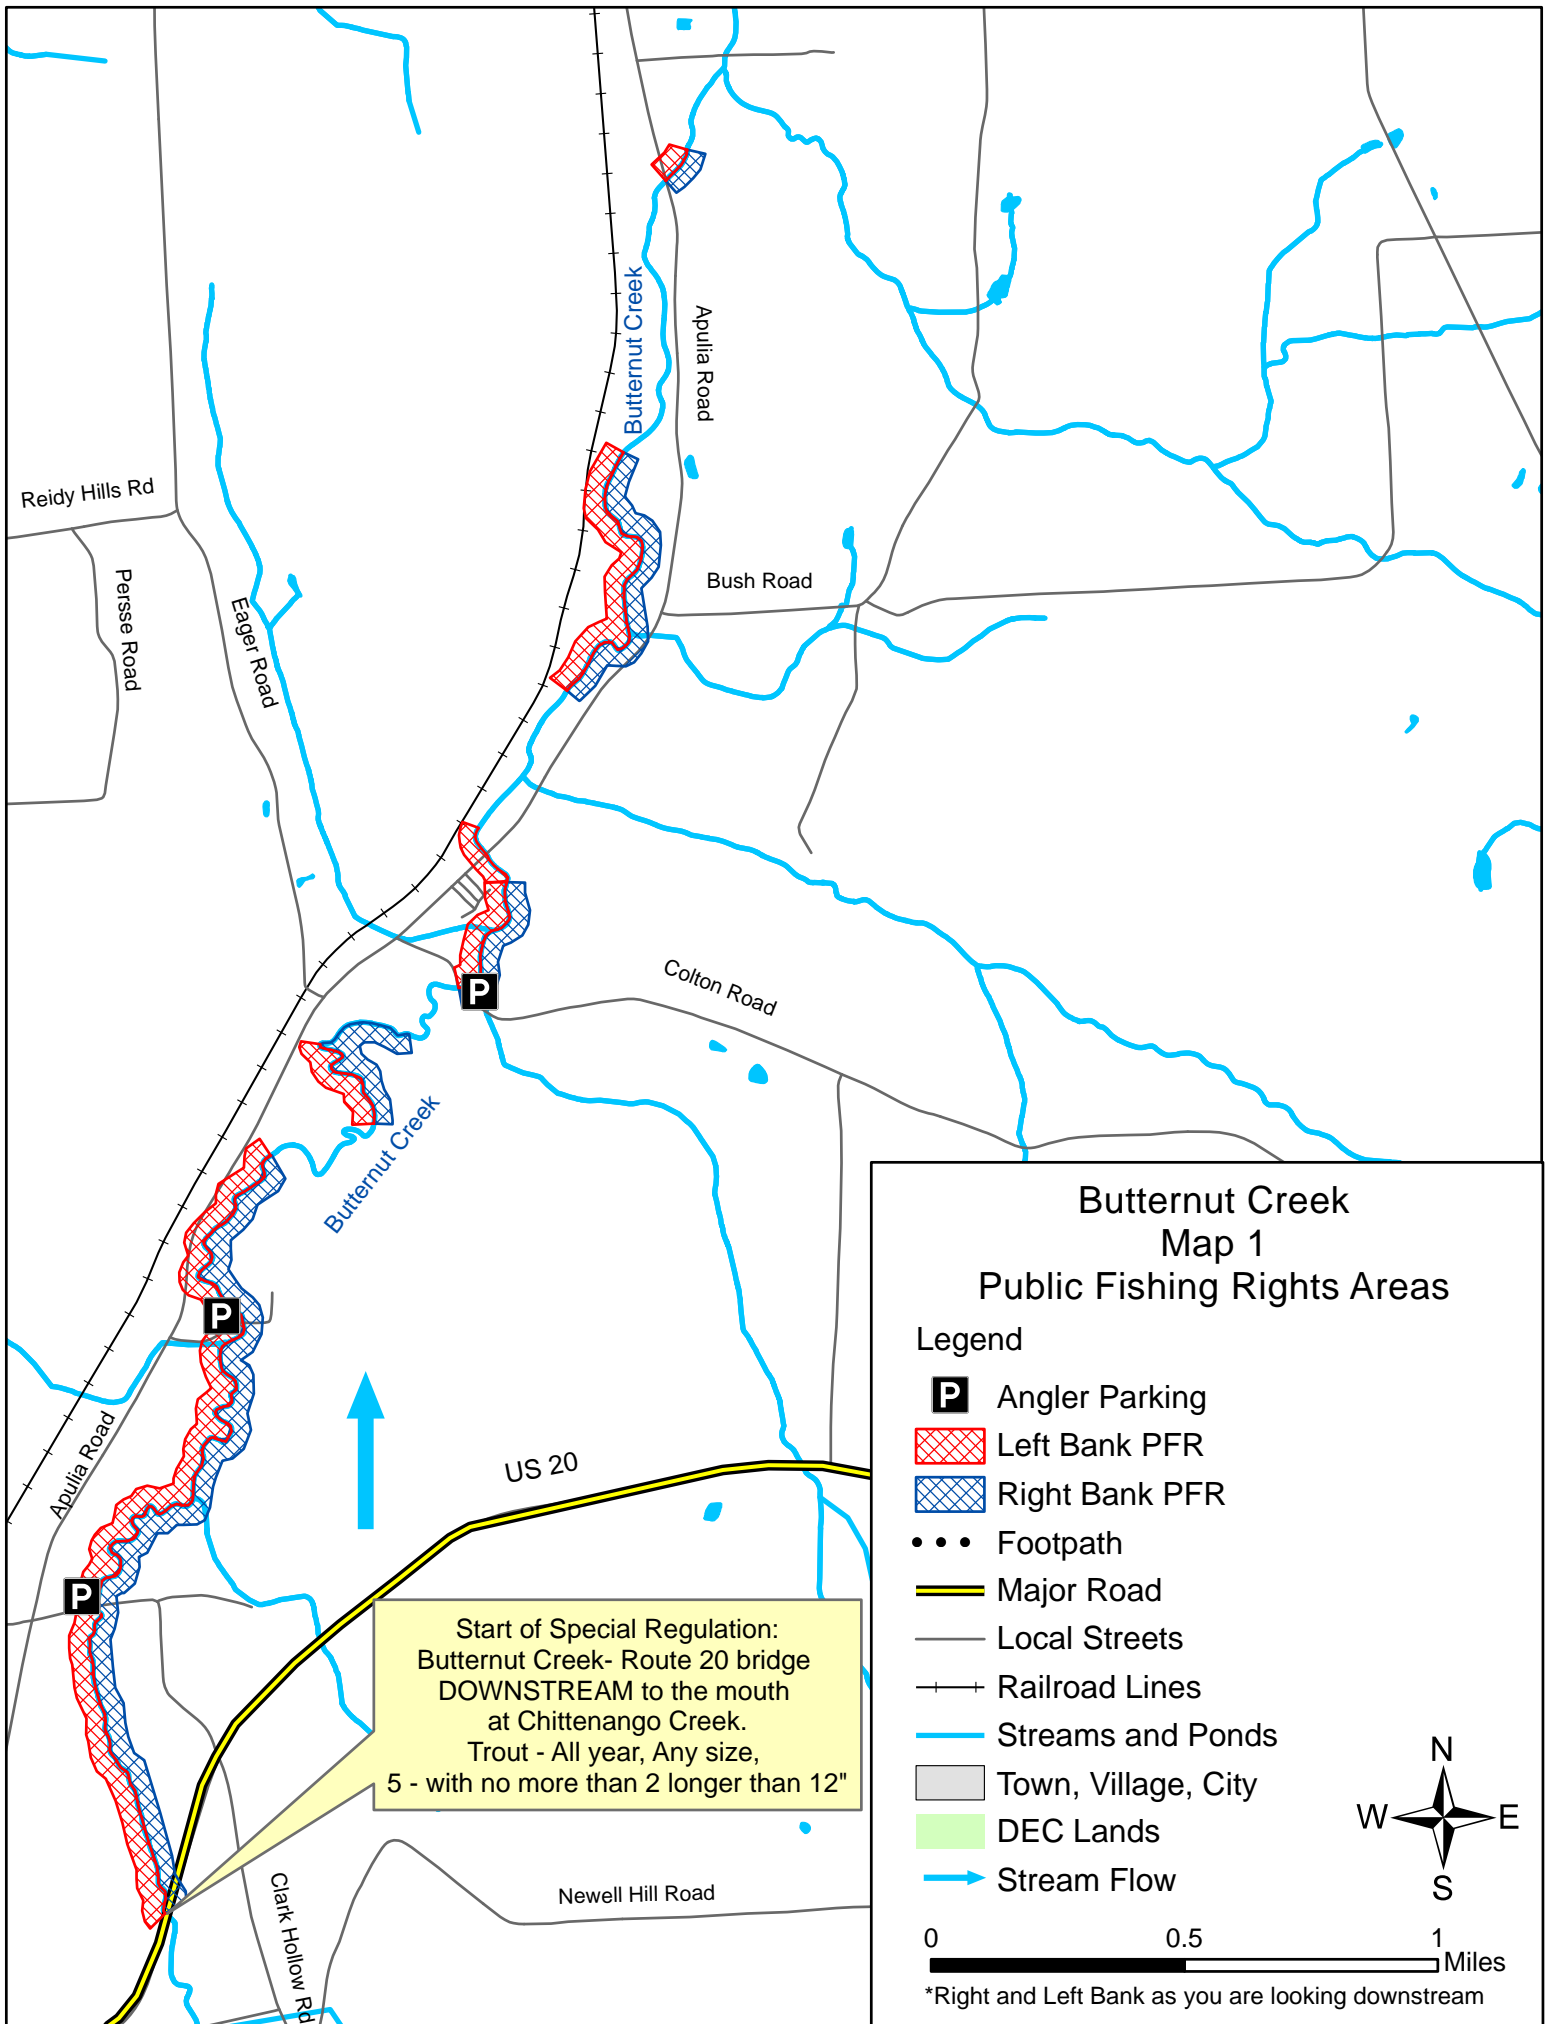 Butternut Creek
Apulia Road
Reidy Hills Rd
Persse Road
Eager Road
Bush Road
Colton Road
P
Butternut Creek
P
Apulia Road
US 20
P
Start of Special Regulation:
Butternut Creek- Route 20 bridge
DOWNSTREAM to the mouth
at Chittenango Creek.
Trout - All year, Any size,
5 - with no more than 2 longer than 12"
Clark Hollow Rd
Newell Hill Road
Butternut Creek
Map 1
Public Fishing Rights Areas
Legend
P Angler Parking
Left Bank PFR
Right Bank PFR
Footpath
Major Road
Local Streets
Railroad Lines
Streams and Ponds
Town, Village, City
DEC Lands
Stream Flow
N
W E
S
0 0.5 1
Miles
*Right and Left Bank as you are looking downstream